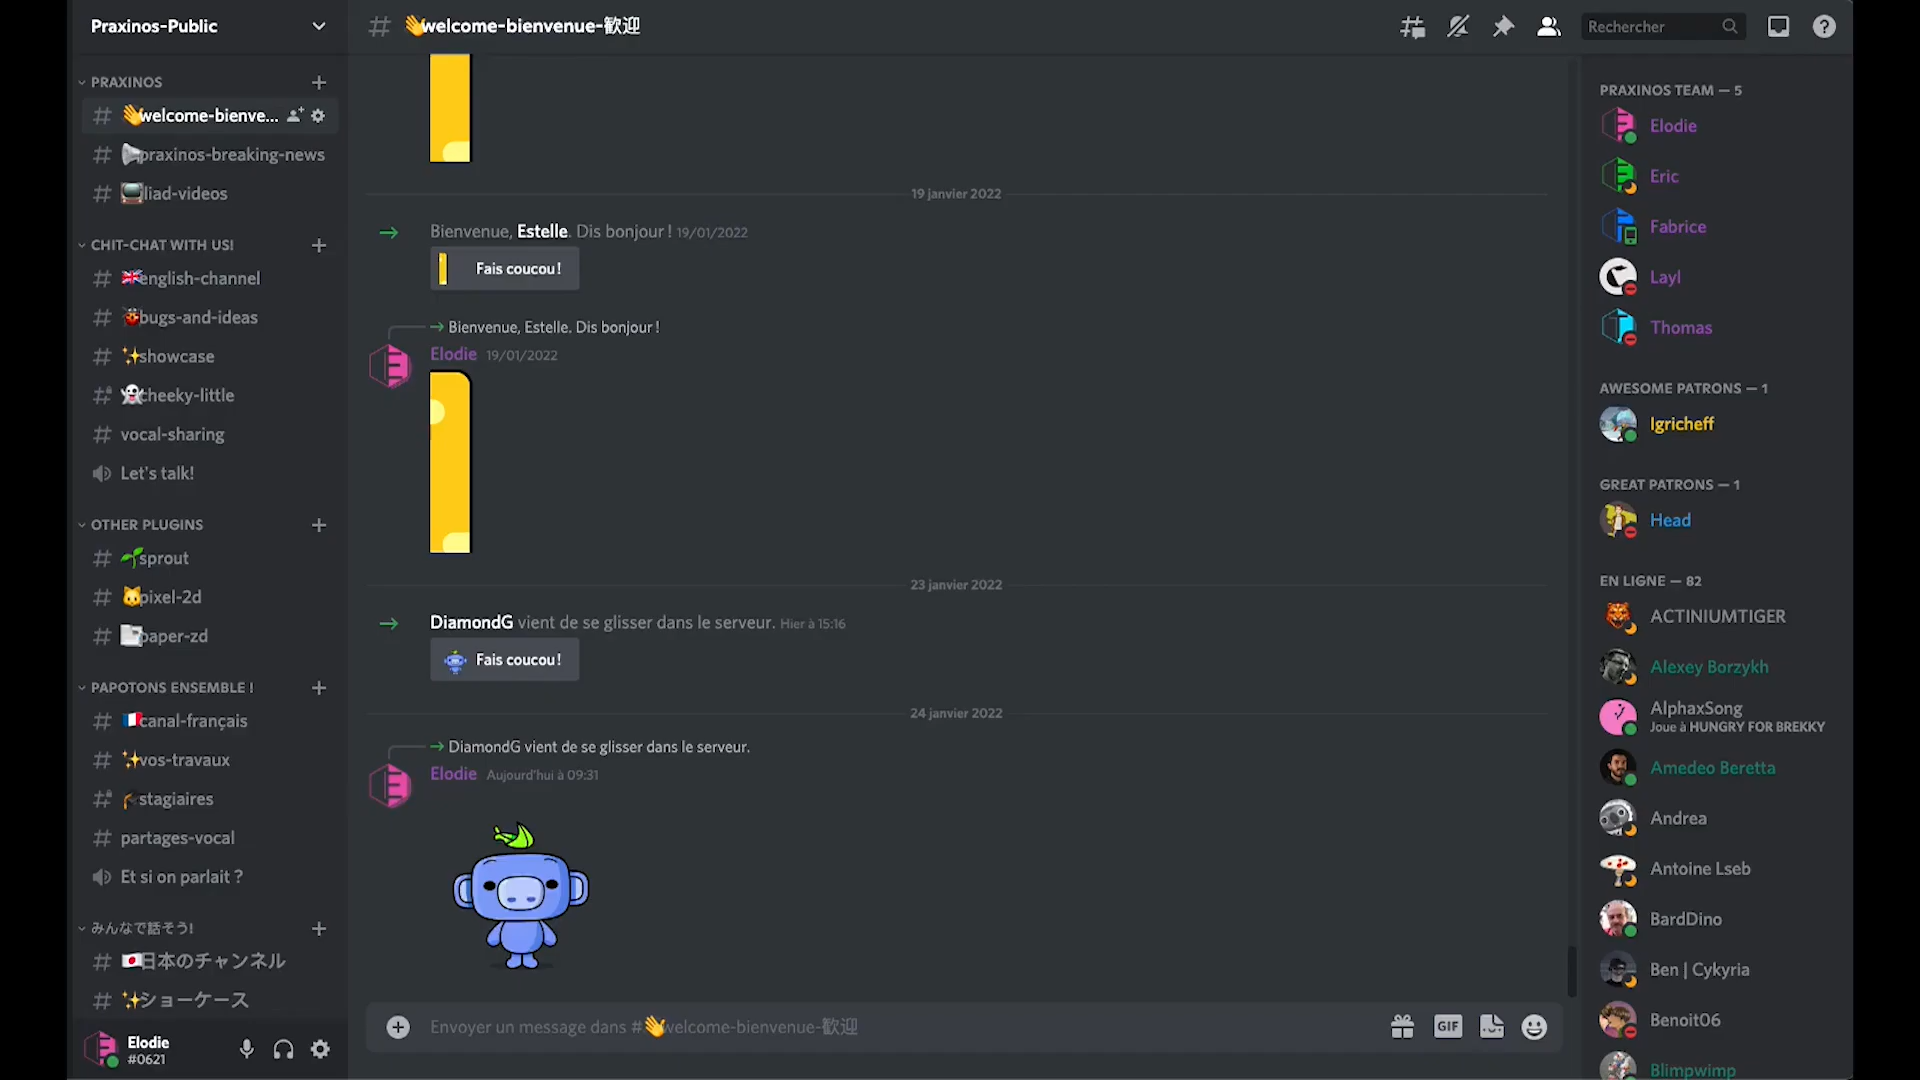 Praxinos-Public
PRAXINOS
welcome-bienve...
praxinos-breaking-news
iliad-videos
CHIT-CHAT WITH US!
english-channel
bugs-and-ideas
showcase
cheeky-little
vocal-sharing
Let's talk!
OTHER PLUGINS
sprout
pixel-2d
paper-zd
PAPOTONS ENSEMBLE !
canal-français
vos-travaux
stagiaires
partages-vocal
Et si on parlait ?
みんなで話そう!
日本のチャンネル
ショーケース
Elodie
#0621
# 👋welcome-bienvenue-歓迎
Rechercher
19 janvier 2022
Bienvenue, Estelle. Dis bonjour ! 19/01/2022
Fais coucou !
Bienvenue, Estelle. Dis bonjour !
Elodie 19/01/2022
23 janvier 2022
DiamondG vient de se glisser dans le serveur. Hier à 15:16
Fais coucou !
24 janvier 2022
DiamondG vient de se glisser dans le serveur.
Elodie Aujourd'hui à 09:31
Envoyer un message dans #👋welcome-bienvenue-歓迎
GIF
PRAXINOS TEAM — 5
Elodie
Eric
Fabrice
Layl
Thomas
AWESOME PATRONS — 1
Igricheff
GREAT PATRONS — 1
Head
EN LIGNE — 82
ACTINIUMTIGER
Alexey Borzykh
AlphaxSong
Joue à HUNGRY FOR BREKKY
Amedeo Beretta
Andrea
Antoine Lseb
BardDino
Ben | Cykyria
Benoit06
Blimpwimp